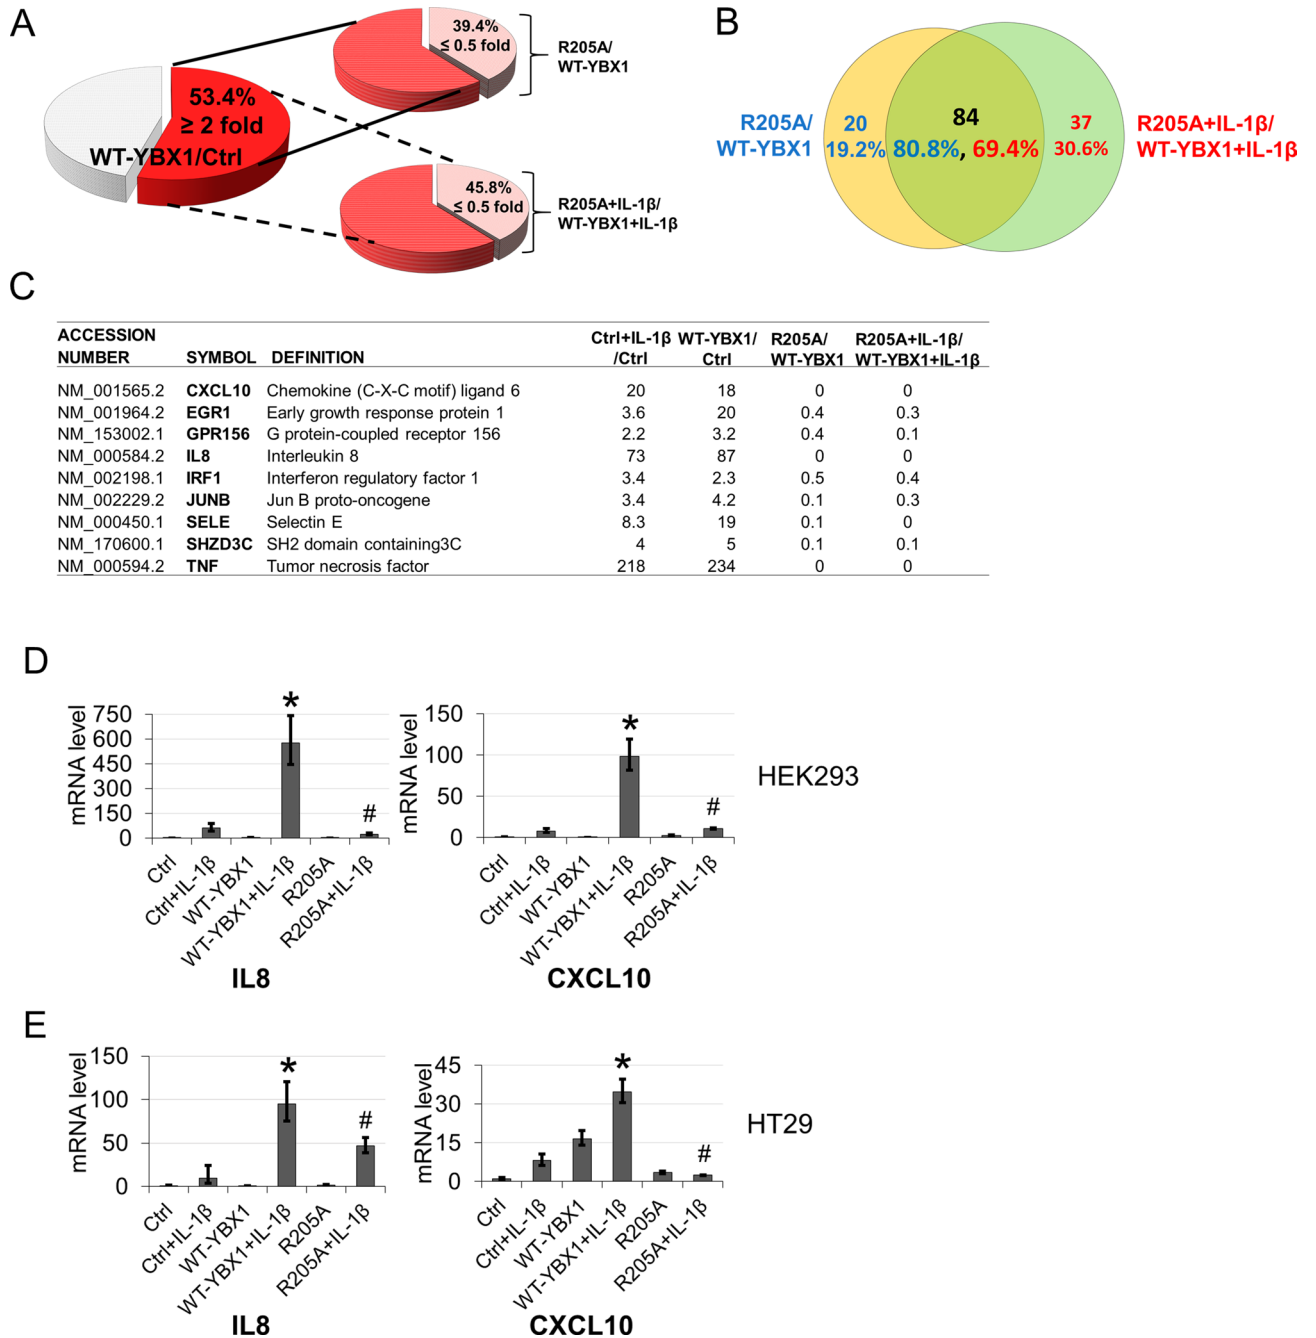 A
53.4%
≥ 2 fold
WT-YBX1/Ctrl
39.4%
≤ 0.5 fold
R205A/
WT-YBX1
45.8%
≤ 0.5 fold
R205A+IL-1β/
WT-YBX1+IL-1β
B
R205A/
WT-YBX1
20
19.2%
84
80.8%, 69.4%
37
30.6%
R205A+IL-1β/
WT-YBX1+IL-1β
C
ACCESSION NUMBER SYMBOL DEFINITION Ctrl+IL-1β /Ctrl WT-YBX1/ Ctrl R205A/ WT-YBX1 R205A+IL-1β/ WT-YBX1+IL-1β
NM_001565.2 CXCL10 Chemokine (C-X-C motif) ligand 6 20 18 0 0
NM_001964.2 EGR1 Early growth response protein 1 3.6 20 0.4 0.3
NM_153002.1 GPR156 G protein-coupled receptor 156 2.2 3.2 0.4 0.1
NM_000584.2 IL8 Interleukin 8 73 87 0 0
NM_002198.1 IRF1 Interferon regulatory factor 1 3.4 2.3 0.5 0.4
NM_002229.2 JUNB Jun B proto-oncogene 3.4 4.2 0.1 0.3
NM_000450.1 SELE Selectin E 8.3 19 0.1 0
NM_170600.1 SHZD3C SH2 domain containing3C 4 5 0.1 0.1
NM_000594.2 TNF Tumor necrosis factor 218 234 0 0
D
mRNA level
750
600
450
300
150
0
*
#
Ctrl
Ctrl+IL-1β
WT-YBX1
WT-YBX1+IL-1β
R205A
R205A+IL-1β
IL8
mRNA level
150
100
50
0
*
#
Ctrl
Ctrl+IL-1β
WT-YBX1
WT-YBX1+IL-1β
R205A
R205A+IL-1β
CXCL10
HEK293
E
mRNA level
150
100
50
0
*
#
Ctrl
Ctrl+IL-1β
WT-YBX1
WT-YBX1+IL-1β
R205A
R205A+IL-1β
IL8
mRNA level
45
30
15
0
*
#
Ctrl
Ctrl+IL-1β
WT-YBX1
WT-YBX1+IL-1β
R205A
R205A+IL-1β
CXCL10
HT29